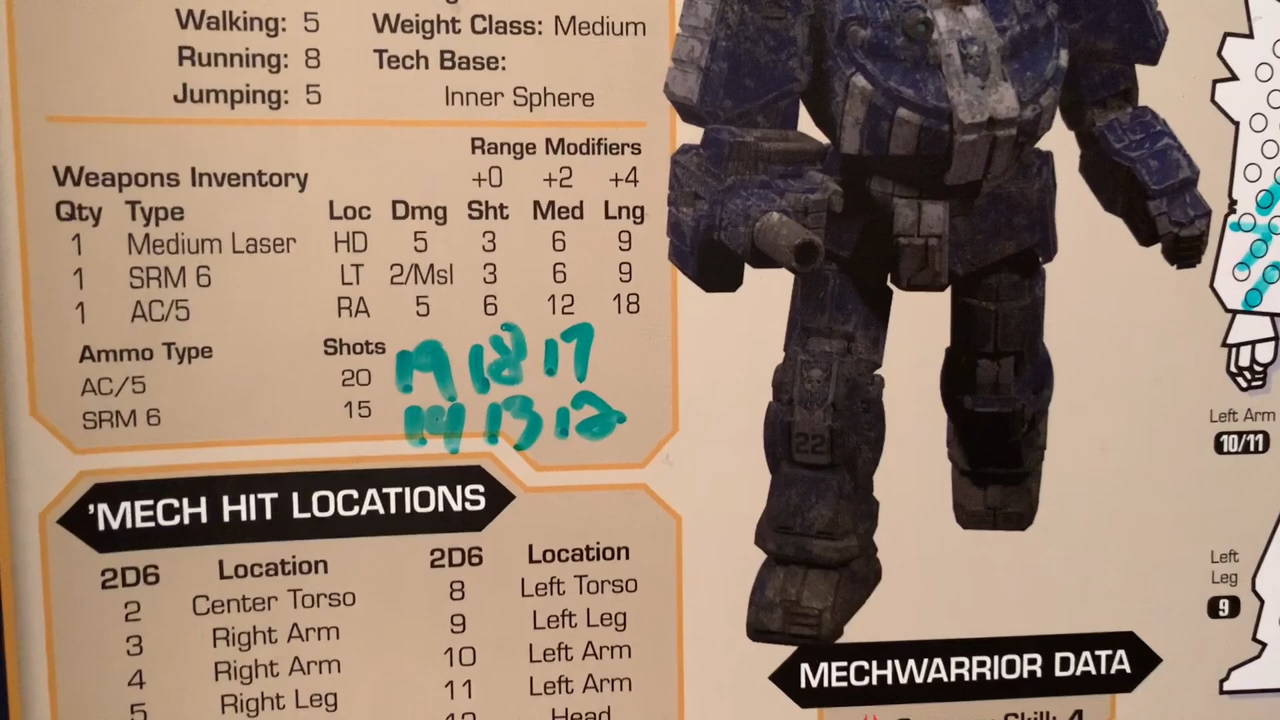 Walking: 5 Weight Class: Medium
Running: 8 Tech Base:
Jumping: 5 Inner Sphere
Range Modifiers
Weapons Inventory +0 +2 +4
Qty Type Loc Dmg Sht Med Lng
1 Medium Laser HD 5 3 6 9
1 SRM 6 LT 2/Msl 3 6 9
1 AC/5 RA 5 6 12 18
Ammo Type Shots
AC/5 20 19 18 17
SRM 6 15 14 13 12
'MECH HIT LOCATIONS
2D6 Location 2D6 Location
2 Center Torso 8 Left Torso
3 Right Arm 9 Left Leg
4 Right Arm 10 Left Arm
5 Right Leg 11 Left Arm
12 Head
22
Left Arm
10/11
Left
Leg
9
MECHWARRIOR DATA
Skill: 4